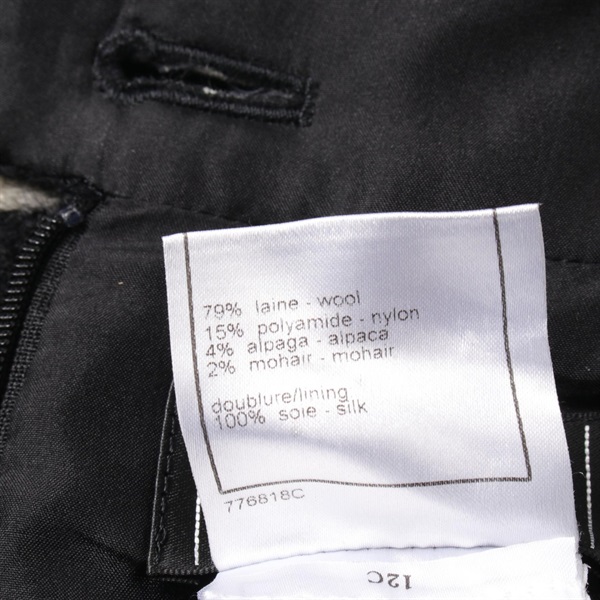 79% laine - wool
15% polyamide - nylon
4% alpaga - alpaca
2% mohair - mohair
doublure/lining
100% soie - silk
776818C
12C